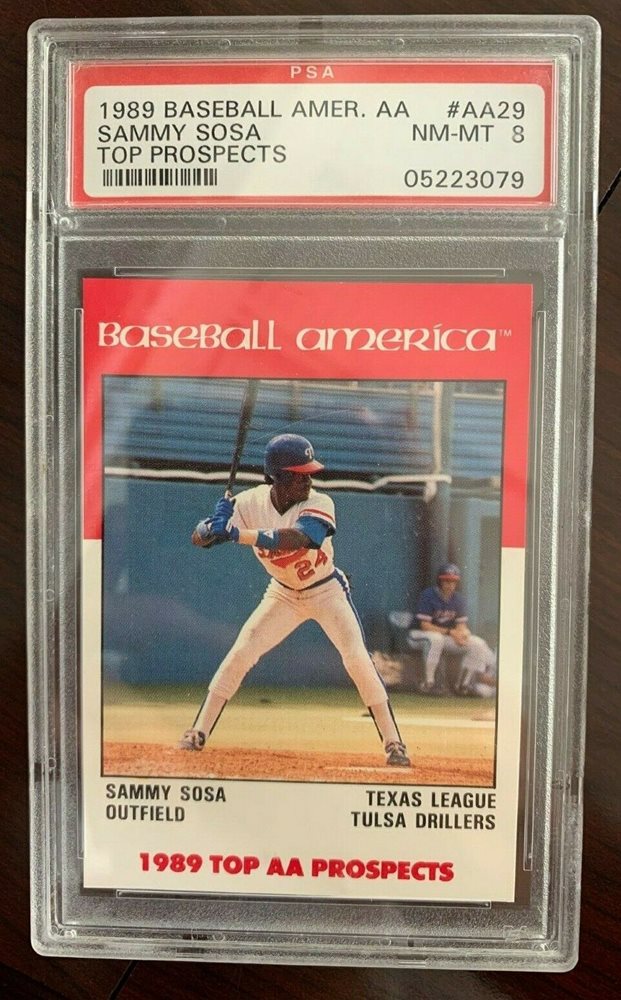 PSA
1989 BASEBALL AMER. AA #AA29
SAMMY SOSA NM-MT 8
TOP PROSPECTS
05223079
Baseball america™
24
SAMMY SOSA TEXAS LEAGUE
OUTFIELD TULSA DRILLERS
1989 TOP AA PROSPECTS